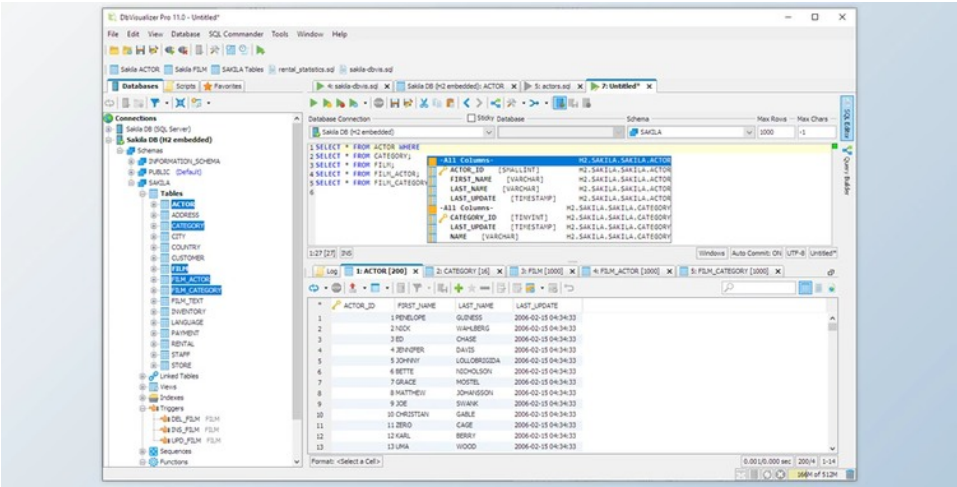 DbVisualizer Pro 11.0 - Untitled*
File Edit View Database SQL Commander Tools Window Help
Sakila ACTOR Sakila FILM SAKILA Tables rental_statistics.sql sakila-dbvis.sql
Databases Scripts Favorites
4: sakila-dbvis.sql Sakila DB (H2 embedded): ACTOR 5: actors.sql 7: Untitled*
Connections
Sakila DB (SQL Server)
Sakila DB (H2 embedded)
Schemas
INFORMATION_SCHEMA
PUBLIC (Default)
SAKILA
Tables
ACTOR
ADDRESS
CATEGORY
CITY
COUNTRY
CUSTOMER
FILM
FILM_ACTOR
FILM_CATEGORY
FILM_TEXT
INVENTORY
LANGUAGE
PAYMENT
RENTAL
STAFF
STORE
Linked Tables
Views
Indexes
Triggers
DEL_FILM FILM
INS_FILM FILM
UPD_FILM FILM
Sequences
Functions
Database Connection Sticky Database Schema Max Rows Max Chars
Sakila DB (H2 embedded) SAKILA 1000 -1
1 SELECT * FROM ACTOR WHERE
2 SELECT * FROM CATEGORY;
3 SELECT * FROM FILM;
4 SELECT * FROM FILM_ACTOR;
5 SELECT * FROM FILM_CATEGORY
6
-All Columns- H2.SAKILA.SAKILA.ACTOR
ACTOR_ID [SMALLINT] H2.SAKILA.SAKILA.ACTOR
FIRST_NAME [VARCHAR] H2.SAKILA.SAKILA.ACTOR
LAST_NAME [VARCHAR] H2.SAKILA.SAKILA.ACTOR
LAST_UPDATE [TIMESTAMP] H2.SAKILA.SAKILA.ACTOR
-All Columns- H2.SAKILA.SAKILA.CATEGORY
CATEGORY_ID [TINYINT] H2.SAKILA.SAKILA.CATEGORY
LAST_UPDATE [TIMESTAMP] H2.SAKILA.SAKILA.CATEGORY
NAME [VARCHAR] H2.SAKILA.SAKILA.CATEGORY
SQL Editor
Query Builder
1:27 [27] INS Windows Auto Commit: ON UTF-8 Untitled*
Log 1: ACTOR [200] 2: CATEGORY [16] 3: FILM [1000] 4: FILM_ACTOR [1000] 5: FILM_CATEGORY [1000]
* ACTOR_ID FIRST_NAME LAST_NAME LAST_UPDATE
1 1 PENELOPE GUINESS 2006-02-15 04:34:33
2 2 NICK WAHLBERG 2006-02-15 04:34:33
3 3 ED CHASE 2006-02-15 04:34:33
4 4 JENNIFER DAVIS 2006-02-15 04:34:33
5 5 JOHNNY LOLLOBRIGIDA 2006-02-15 04:34:33
6 6 BETTE NICHOLSON 2006-02-15 04:34:33
7 7 GRACE MOSTEL 2006-02-15 04:34:33
8 8 MATTHEW JOHANSSON 2006-02-15 04:34:33
9 9 JOE SWANK 2006-02-15 04:34:33
10 10 CHRISTIAN GABLE 2006-02-15 04:34:33
11 11 ZERO CAGE 2006-02-15 04:34:33
12 12 KARL BERRY 2006-02-15 04:34:33
13 13 UMA WOOD 2006-02-15 04:34:33
Format: <Select a Cell> 0.001/0.000 sec 200/4 1-14
166M of 512M